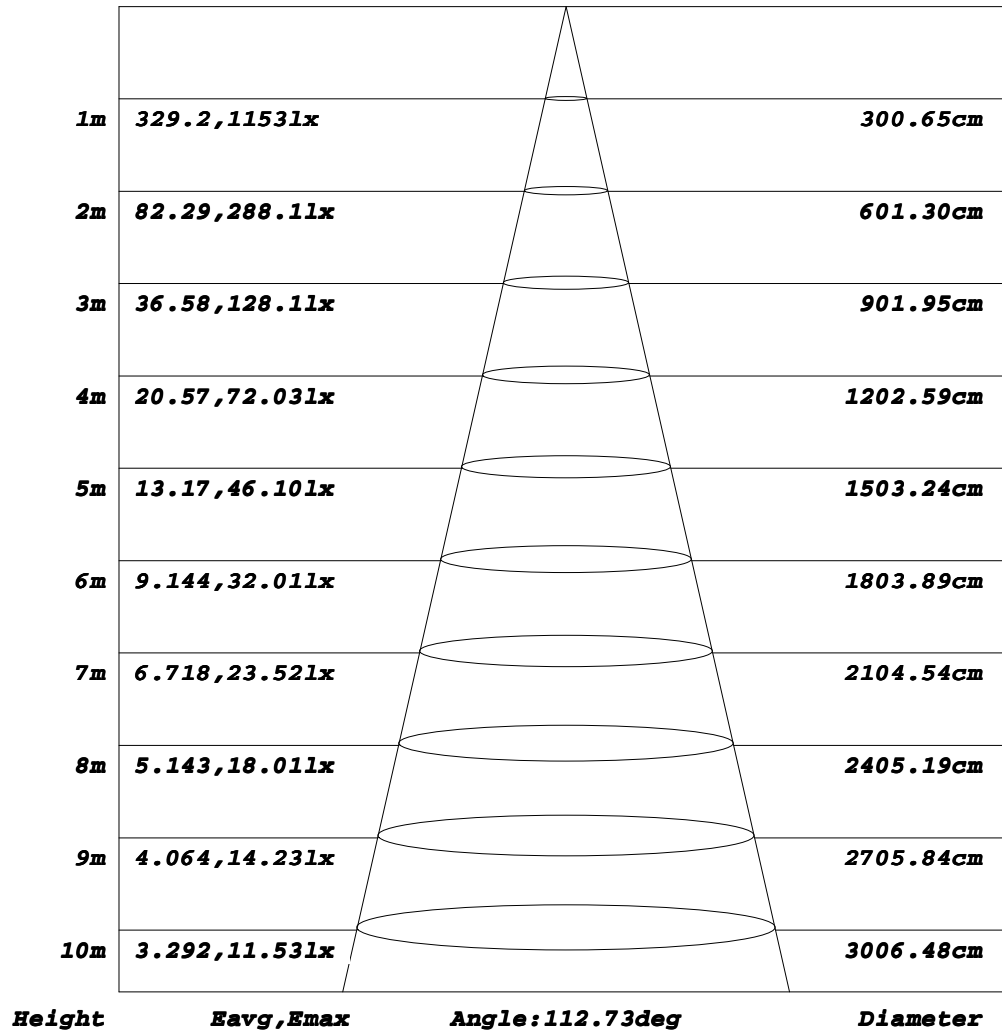 1m 329.2,1153lx 300.65cm
2m 82.29,288.1lx 601.30cm
3m 36.58,128.1lx 901.95cm
4m 20.57,72.03lx 1202.59cm
5m 13.17,46.10lx 1503.24cm
6m 9.144,32.01lx 1803.89cm
7m 6.718,23.52lx 2104.54cm
8m 5.143,18.01lx 2405.19cm
9m 4.064,14.23lx 2705.84cm
10m 3.292,11.53lx 3006.48cm
Height Eavg,Emax Angle:112.73deg Diameter